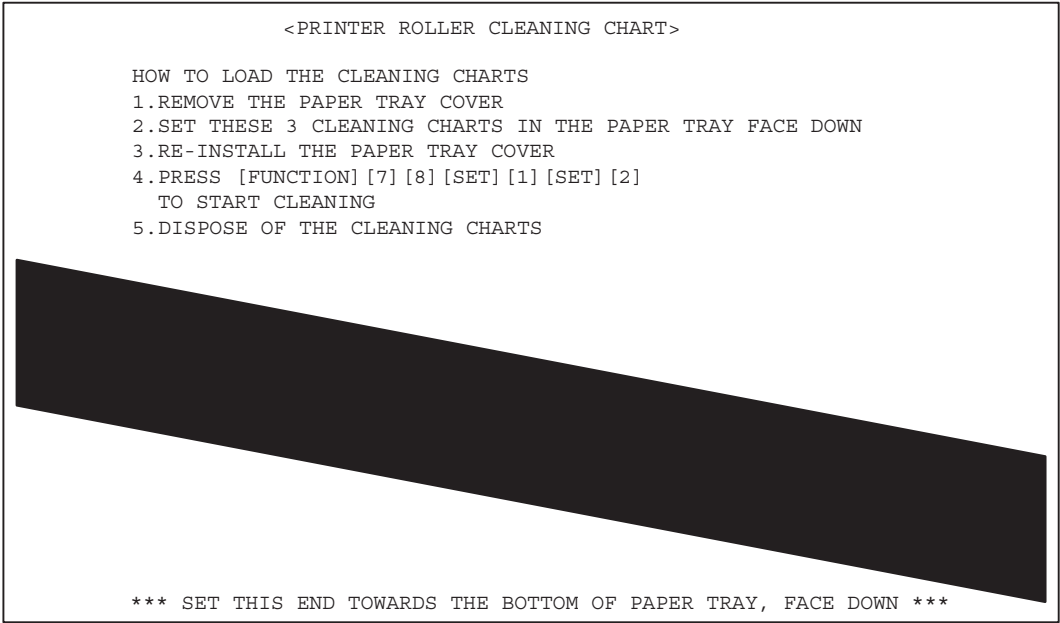 <PRINTER ROLLER CLEANING CHART>
HOW TO LOAD THE CLEANING CHARTS
1.REMOVE THE PAPER TRAY COVER
2.SET THESE 3 CLEANING CHARTS IN THE PAPER TRAY FACE DOWN
3.RE-INSTALL THE PAPER TRAY COVER
4.PRESS [FUNCTION][7][8][SET][1][SET][2]
TO START CLEANING
5.DISPOSE OF THE CLEANING CHARTS
*** SET THIS END TOWARDS THE BOTTOM OF PAPER TRAY, FACE DOWN ***